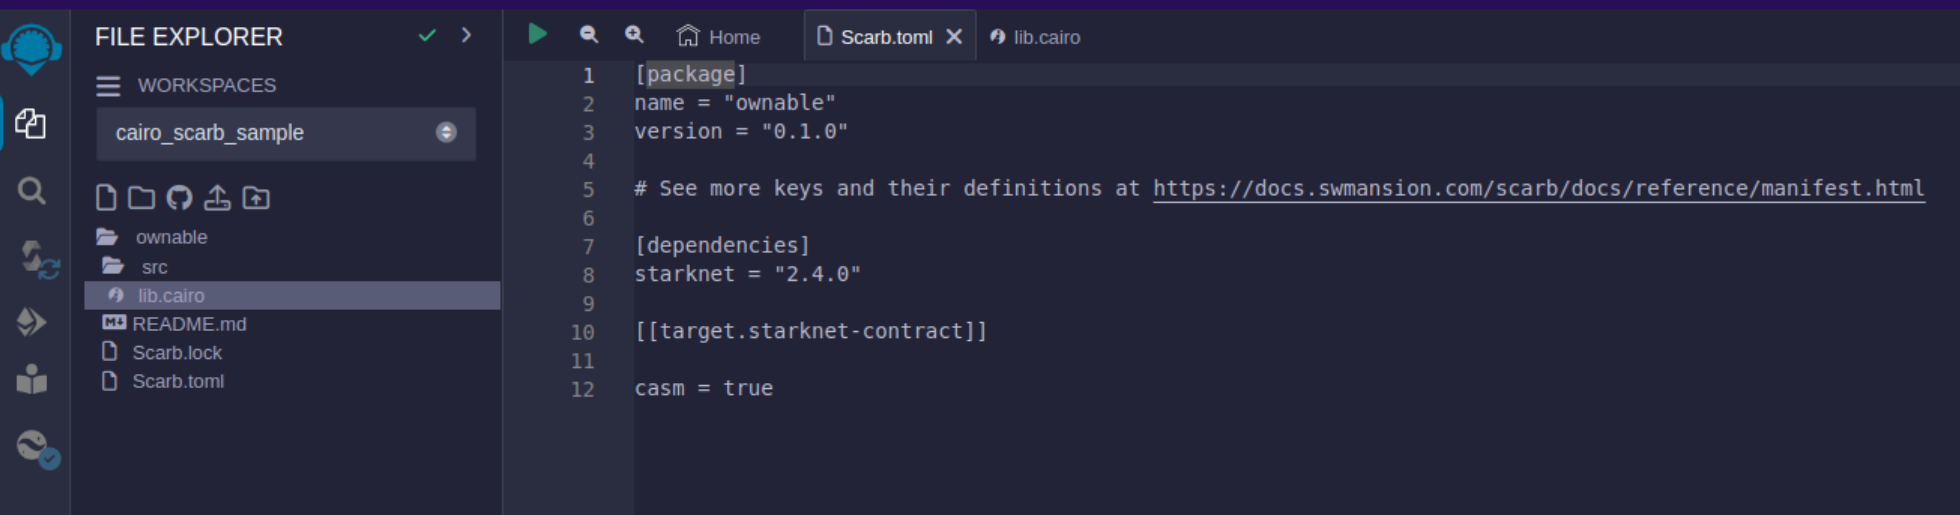 FILE EXPLORER
WORKSPACES
cairo_scarb_sample
ownable
src
lib.cairo
README.md
Scarb.lock
Scarb.toml
Home
Scarb.toml
lib.cairo
1 [package]
2 name = "ownable"
3 version = "0.1.0"
4
5 # See more keys and their definitions at https://docs.swmansion.com/scarb/docs/reference/manifest.html
6
7 [dependencies]
8 starknet = "2.4.0"
9
10 [[target.starknet-contract]]
11
12 casm = true